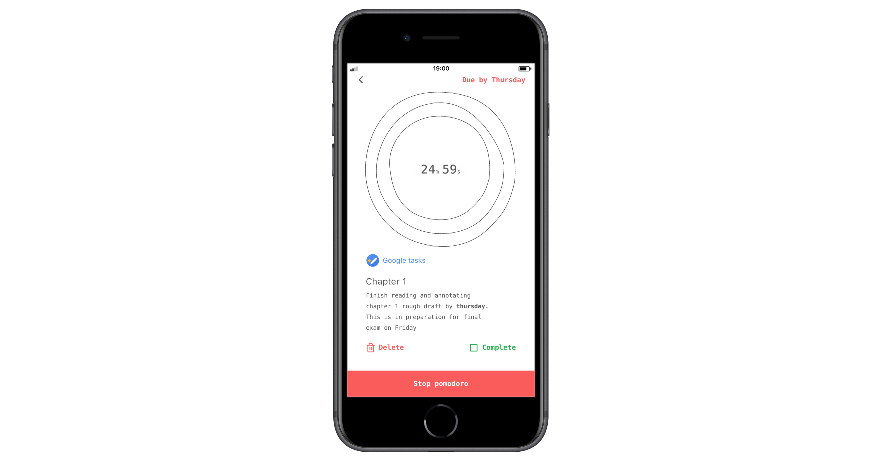 19:00
Due by Thursday
24m 59s
Google tasks
Chapter 1
Finish reading and annotating
chapter 1 rough draft by thursday.
This is in preparation for final
exam on Friday
Delete
Complete
Stop pomodoro